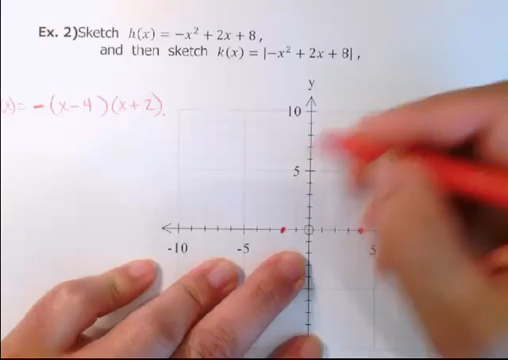 Ex. 2)Sketch h(x) = −x² + 2x + 8,
and then sketch k(x) = |−x² + 2x + 8|,
x)= -(x-4)(x+2).
y
10
5
-10
-5
5